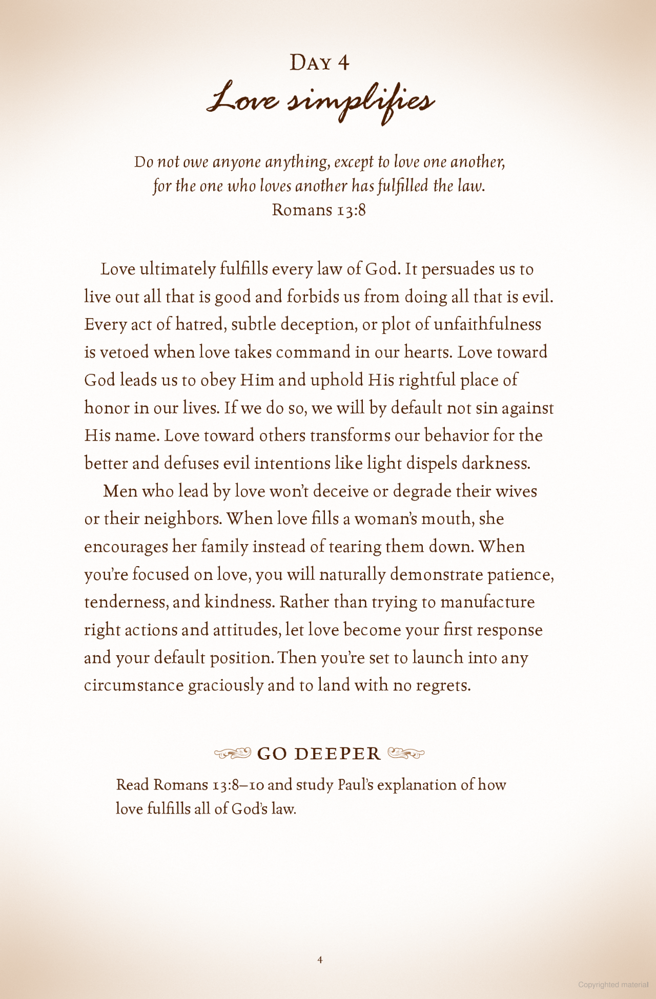 Day 4
Love simplifies
Do not owe anyone anything, except to love one another,
for the one who loves another has fulfilled the law.
Romans 13:8
Love ultimately fulfills every law of God. It persuades us to
live out all that is good and forbids us from doing all that is evil.
Every act of hatred, subtle deception, or plot of unfaithfulness
is vetoed when love takes command in our hearts. Love toward
God leads us to obey Him and uphold His rightful place of
honor in our lives. If we do so, we will by default not sin against
His name. Love toward others transforms our behavior for the
better and defuses evil intentions like light dispels darkness.
Men who lead by love won’t deceive or degrade their wives
or their neighbors. When love fills a woman’s mouth, she
encourages her family instead of tearing them down. When
you’re focused on love, you will naturally demonstrate patience,
tenderness, and kindness. Rather than trying to manufacture
right actions and attitudes, let love become your first response
and your default position. Then you’re set to launch into any
circumstance graciously and to land with no regrets.
GO DEEPER
Read Romans 13:8–10 and study Paul’s explanation of how
love fulfills all of God’s law.
4
Copyrighted material